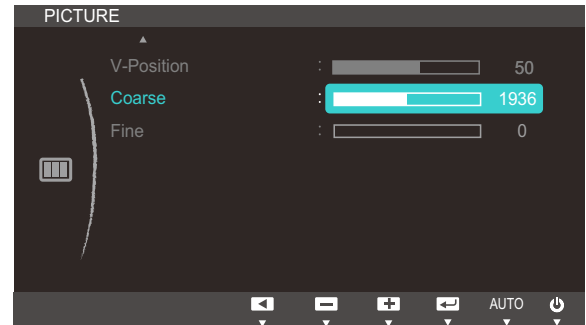 PICTURE
V-Position : 50
Coarse : 1936
Fine : 0
AUTO